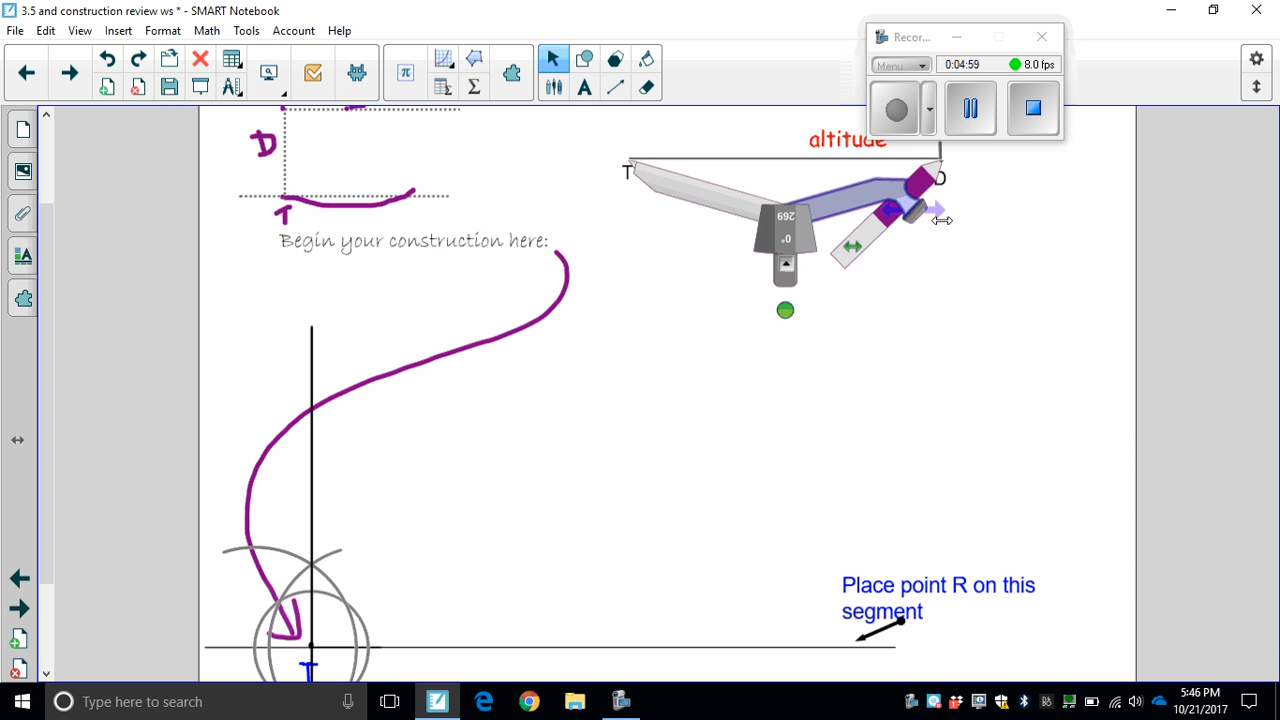 3.5 and construction review ws * - SMART Notebook
File Edit View Insert Format Math Tools Account Help
Recor...
Menu
0:04:59
8.0 fps
π
Σ
A
D
altitude
T
D
269
0°
T
Begin your construction here:
Place point R on this
segment
T
Type here to search
5:46 PM
10/21/2017